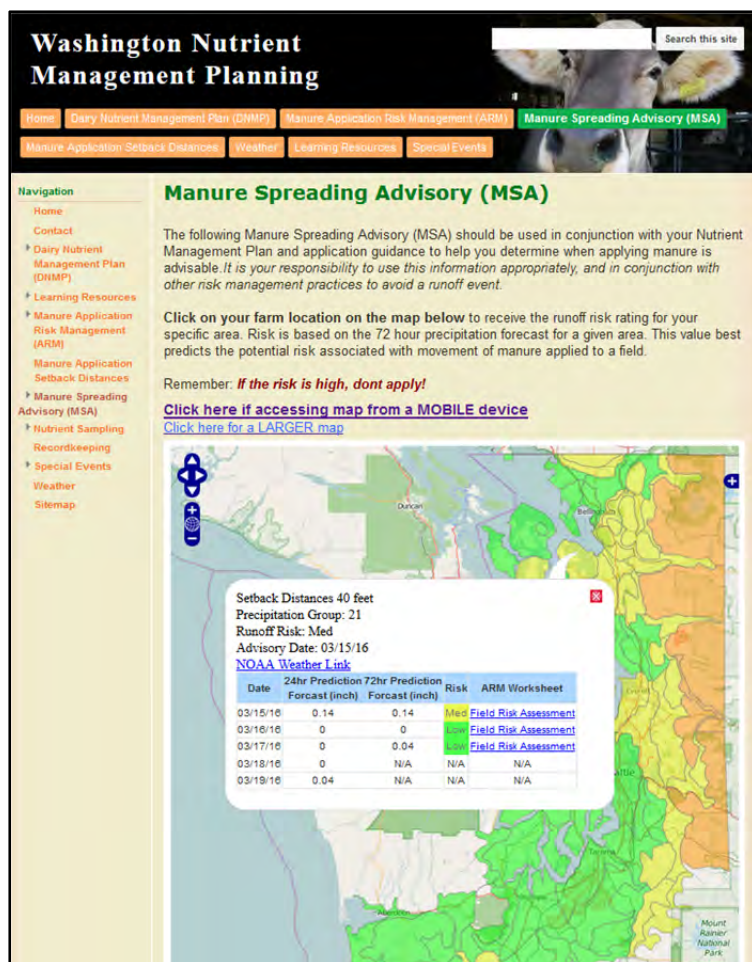 Washington Nutrient
Management Planning
Search this site
Home
Dairy Nutrient Management Plan (DNMP)
Manure Application Risk Management (ARM)
Manure Spreading Advisory (MSA)
Manure Application Setback Distances
Weather
Learning Resources
Special Events
Navigation
Home
Contact
Dairy Nutrient
Management Plan
(DNMP)
Learning Resources
Manure Application
Risk Management
(ARM)
Manure Application
Setback Distances
Manure Spreading
Advisory (MSA)
Nutrient Sampling
Recordkeeping
Special Events
Weather
Sitemap
Manure Spreading Advisory (MSA)
The following Manure Spreading Advisory (MSA) should be used in conjunction with your Nutrient
Management Plan and application guidance to help you determine when applying manure is
advisable.It is your responsibility to use this information appropriately, and in conjunction with
other risk management practices to avoid a runoff event.
Click on your farm location on the map below to receive the runoff risk rating for your
specific area. Risk is based on the 72 hour precipitation forecast for a given area. This value best
predicts the potential risk associated with movement of manure applied to a field.
Remember: If the risk is high, dont apply!
Click here if accessing map from a MOBILE device
Click here for a LARGER map
Duncan
Setback Distances 40 feet
Precipitation Group: 21
Runoff Risk: Med
Advisory Date: 03/15/16
NOAA Weather Link
Date 24hr Prediction Forcast (inch) 72hr Prediction Forcast (inch) Risk ARM Worksheet
03/15/16 0.14 0.14 Med Field Risk Assessment
03/16/16 0 0 Low Field Risk Assessment
03/17/16 0 0.04 Low Field Risk Assessment
03/18/16 0 N/A N/A N/A
03/19/16 0.04 N/A N/A N/A
Everett
Tacoma
Aberdeen
Mount
Rainier
National
Park